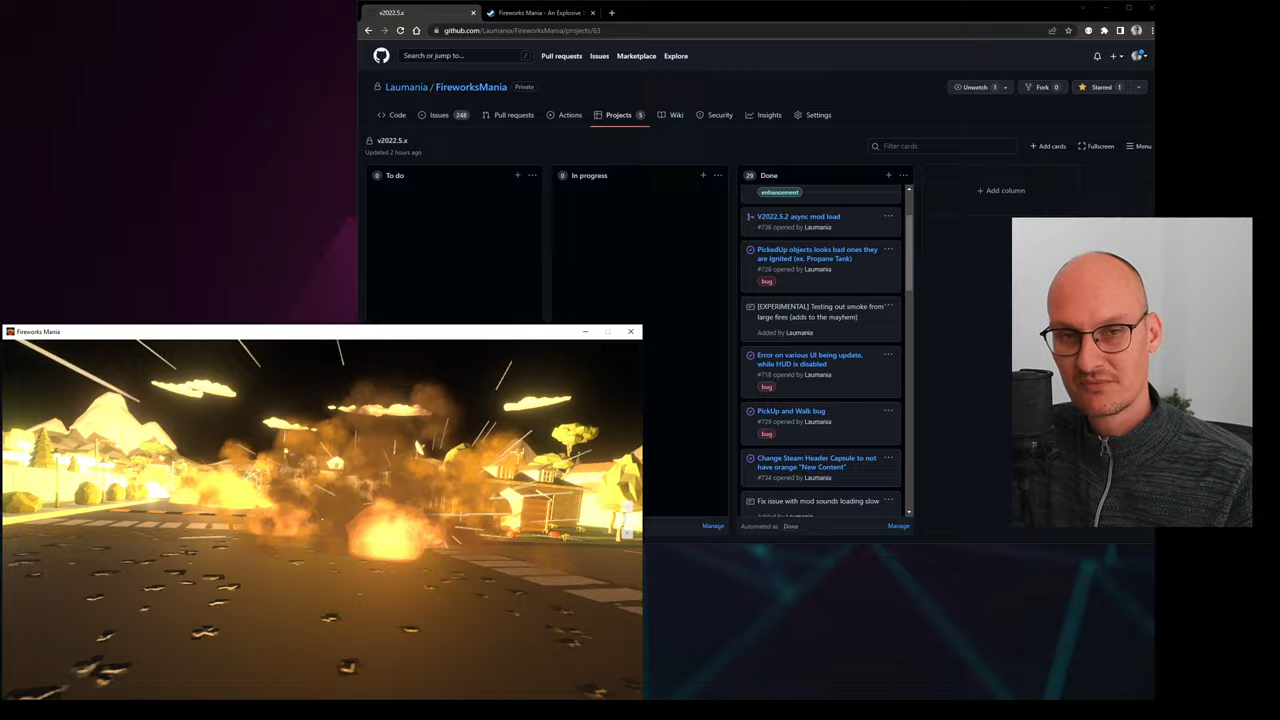 v2022.5.x
Fireworks Mania - An Explosive
github.com/Laumania/FireworksMania/projects/63
Search or jump to...
/
Pull requests
Issues
Marketplace
Explore
Laumania / FireworksMania
Private
Unwatch
1
Fork
0
Starred
1
Code
Issues
248
Pull requests
Actions
Projects
5
Wiki
Security
Insights
Settings
v2022.5.x
Updated 2 hours ago
Filter cards
Add cards
Fullscreen
Menu
0
To do
0
In progress
29
Done
Add column
enhancement
V2022.5.2 async mod load
#736 opened by Laumania
PickedUp objects looks bad ones they
are ignited (ex. Propane Tank)
#726 opened by Laumania
bug
[EXPERIMENTAL] Testing out smoke from
large fires (adds to the mayhem)
Added by Laumania
Error on various UI being update,
while HUD is disabled
#718 opened by Laumania
bug
PickUp and Walk bug
#729 opened by Laumania
bug
Change Steam Header Capsule to not
have orange "New Content"
#734 opened by Laumania
Fix issue with mod sounds loading slow
Manage
Automated as Done
Manage
Fireworks Mania